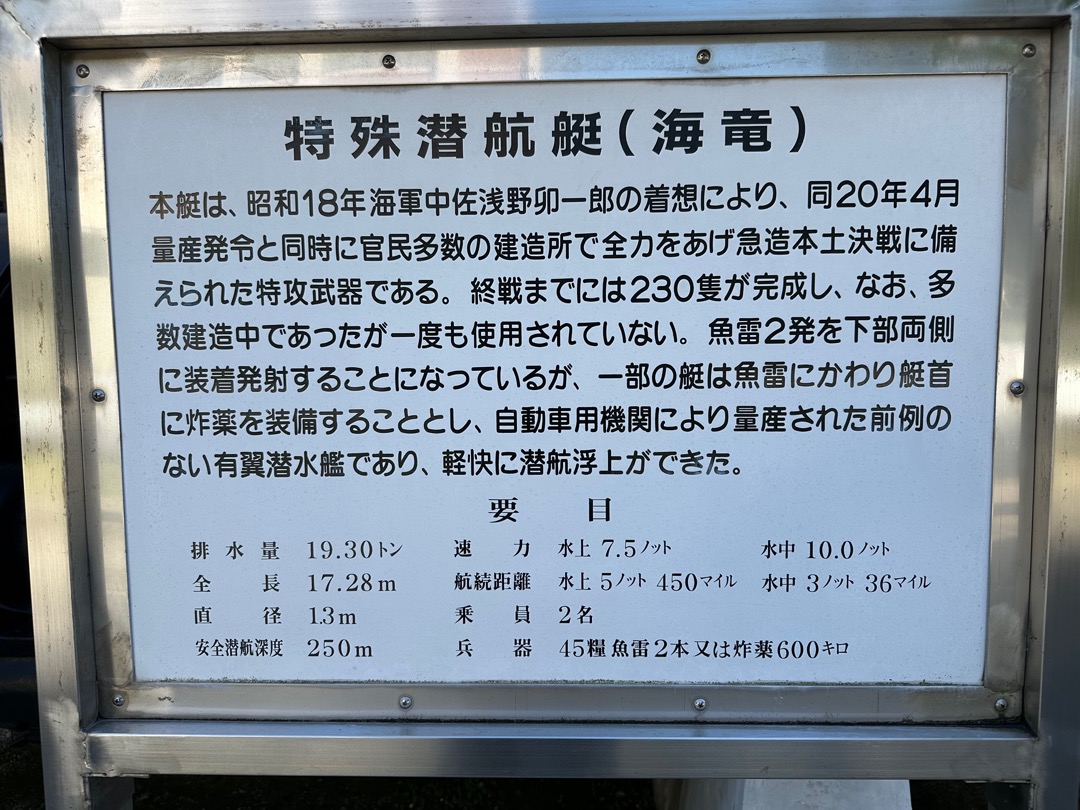 特殊潜航艇(海竜)
本艇は、昭和18年海軍中佐浅野卯一郎の着想により、同20年4月
量産発令と同時に官民多数の建造所で全力をあげ急造本土決戦に備
えられた特攻武器である。終戦までには230隻が完成し、なお、多
数建造中であったが一度も使用されていない。魚雷2発を下部両側
に装着発射することになっているが、一部の艇は魚雷にかわり艇首
に炸薬を装備することとし、自動車用機関により量産された前例の
ない有翼潜水艦であり、軽快に潜航浮上ができた。
要目
排水量 19.30トン 速力 水上 7.5ノット 水中 10.0ノット
全長 17.28m 航続距離 水上 5ノット 450マイル 水中 3ノット 36マイル
直径 1.3m 乗員 2名
安全潜航深度 250m 兵器 45糎魚雷2本又は炸薬600キロ